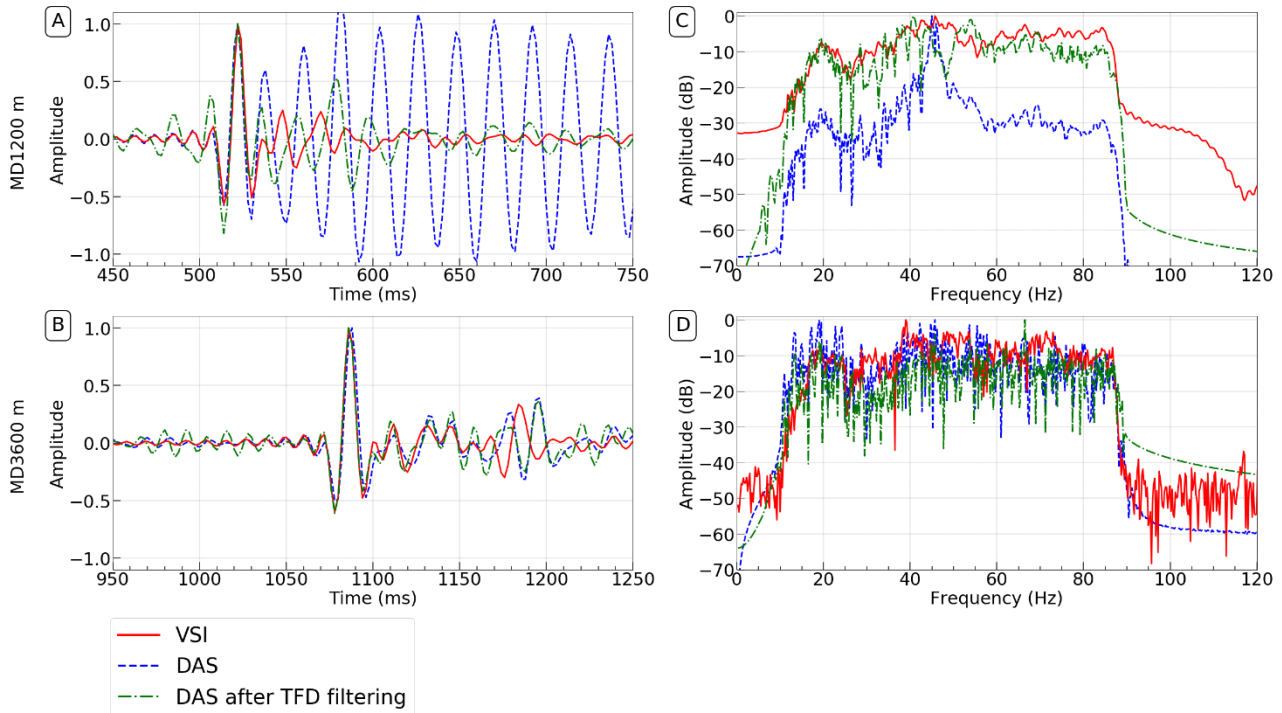 MD1200 m
A
Amplitude
1.0
0.5
0.0
−0.5
−1.0
450 500 550 600 650 700 750
Time (ms)
C
Amplitude (dB)
0
−10
−20
−30
−40
−50
−60
−70
0 20 40 60 80 100 120
Frequency (Hz)
MD3600 m
B
Amplitude
1.0
0.5
0.0
−0.5
−1.0
950 1000 1050 1100 1150 1200 1250
Time (ms)
D
Amplitude (dB)
0
−10
−20
−30
−40
−50
−60
−70
0 20 40 60 80 100 120
Frequency (Hz)
VSI
DAS
DAS after TFD filtering